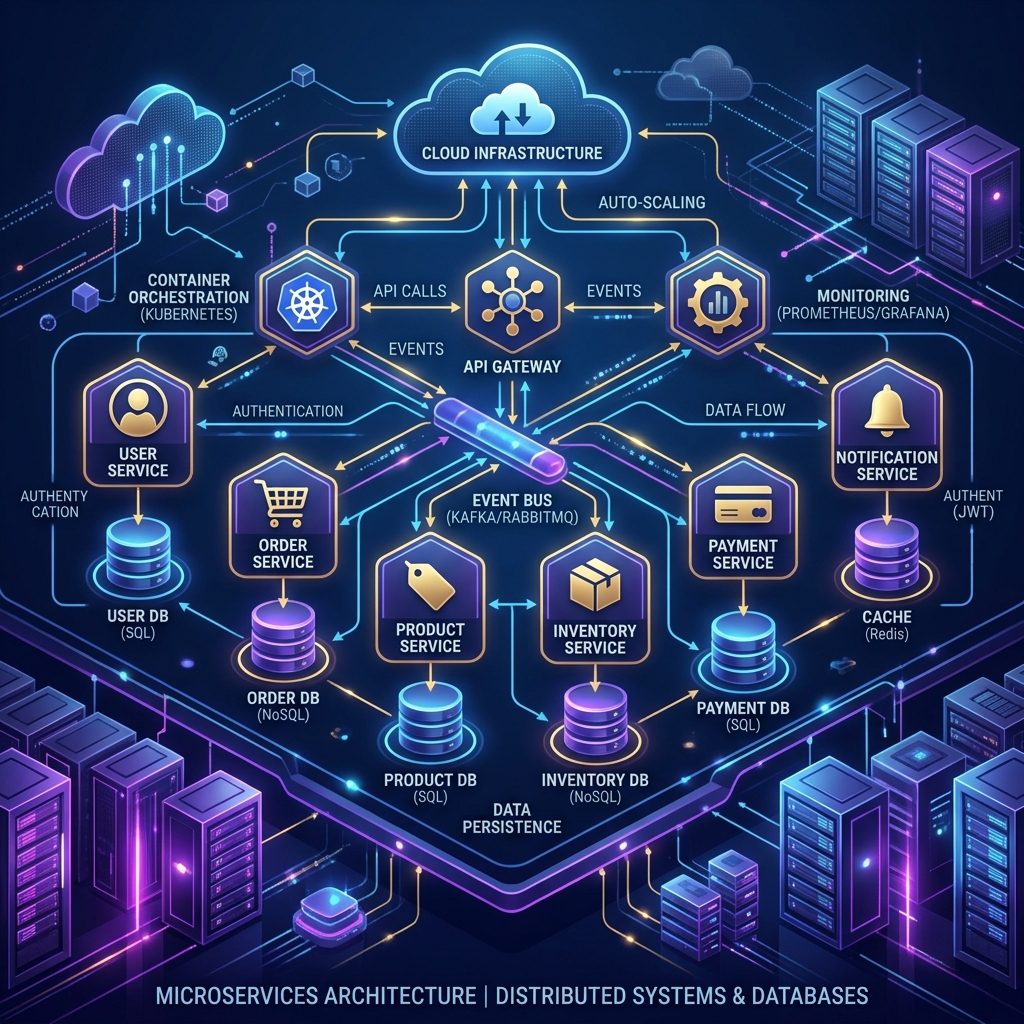 CLOUD INFRASTRUCTURE
AUTO-SCALING
CONTAINER
ORCHESTRATION
(KUBERNETES)
API CALLS
EVENTS
MONITORING
(PROMETHEUS/GRAFANA)
EVENTS
API GATEWAY
AUTHENTICATION
DATA FLOW
USER
SERVICE
NOTIFICATION
SERVICE
AUTHENTY
CATION
EVENT BUS
(KAFKA/RABBITMQ)
AUTHENT
(JWT)
ORDER
SERVICE
PAYMENT
SERVICE
USER DB
(SQL)
PRODUCT
SERVICE
INVENTORY
SERVICE
CACHE
(Redis)
ORDER DB
(NoSQL)
PAYMENT DB
(SQL)
PRODUCT DB
(SQL)
INVENTORY DB
(NoSQL)
DATA
PERSISTENCE
MICROSERVICES ARCHITECTURE | DISTRIBUTED SYSTEMS & DATABASES